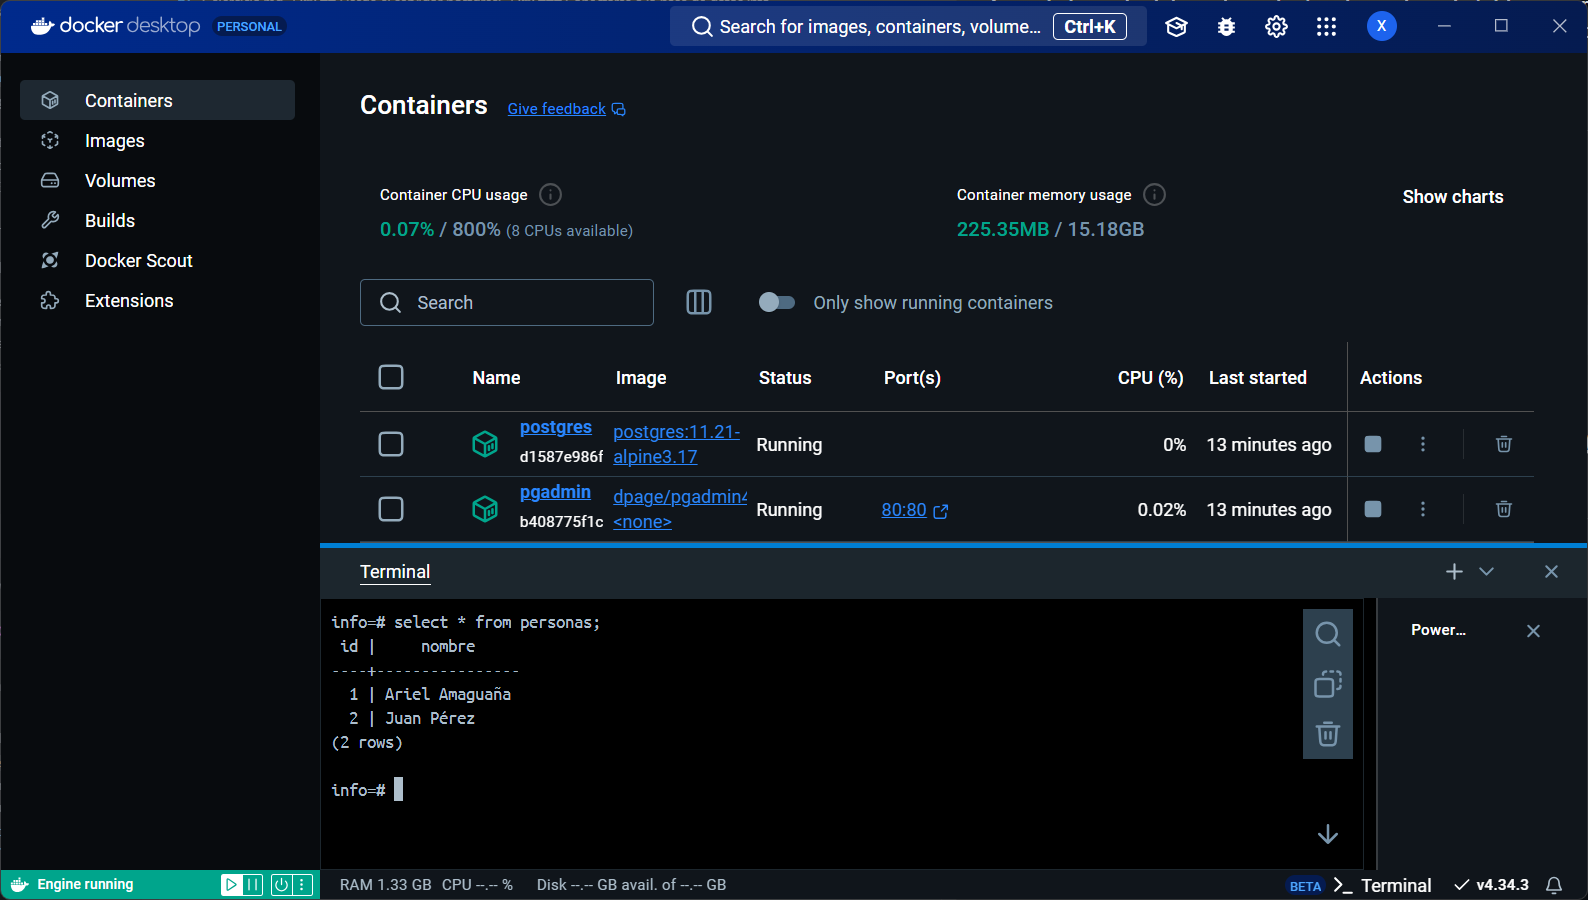 docker desktop PERSONAL
Search for images, containers, volume... Ctrl+K
X
Containers
Images
Volumes
Builds
Docker Scout
Extensions
Containers Give feedback
Container CPU usage
0.07% / 800% (8 CPUs available)
Container memory usage
225.35MB / 15.18GB
Show charts
Search
Only show running containers
Name Image Status Port(s) CPU (%) Last started Actions
postgres
d1587e986f
postgres:11.21-
alpine3.17
Running 0% 13 minutes ago
pgadmin
b408775f1c
dpage/pgadmin4
<none>
Running 80:80 0.02% 13 minutes ago
Terminal
info=# select * from personas;
 id |     nombre
----+----------------
  1 | Ariel Amaguaña
  2 | Juan Pérez
(2 rows)
info=#
Power...
Engine running
RAM 1.33 GB CPU --.-- % Disk --.-- GB avail. of --.-- GB
BETA >_ Terminal v4.34.3